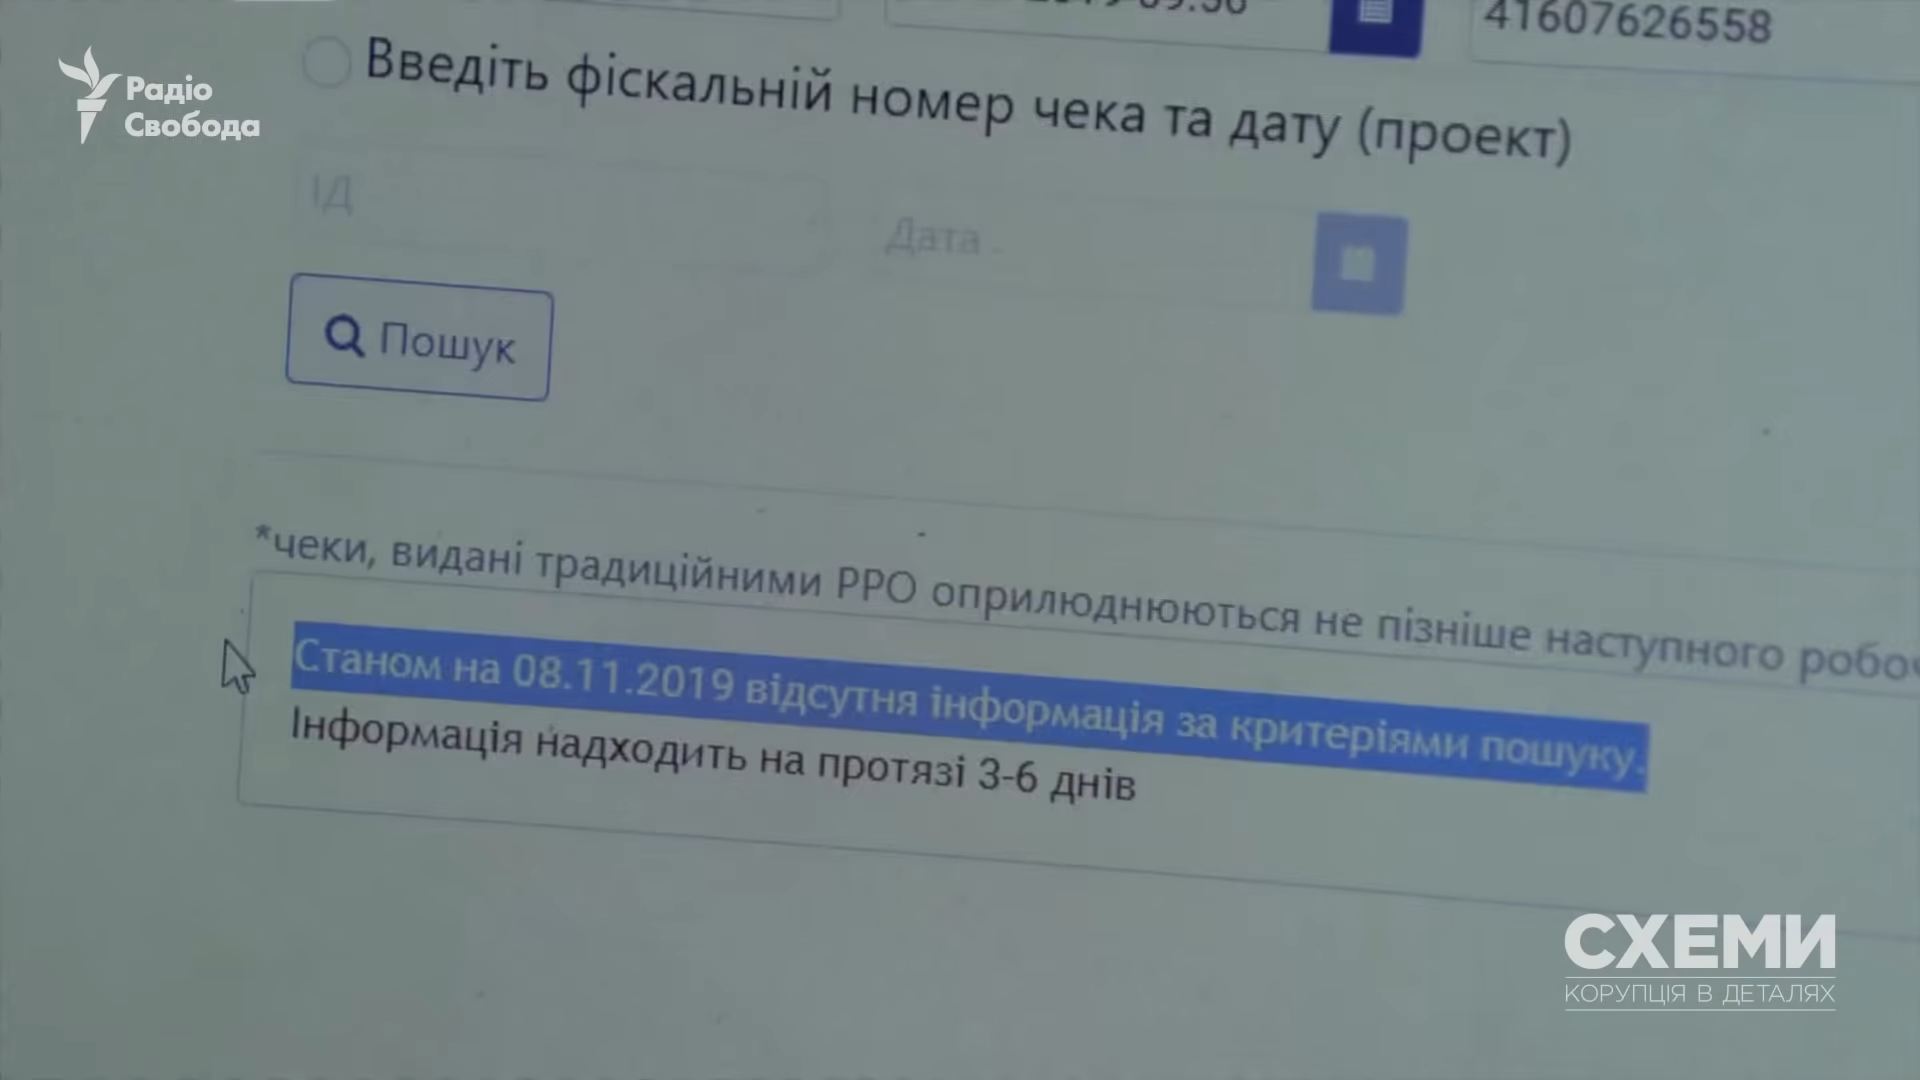 41607626558
Радіо
Свобода
Введіть фіскальній номер чека та дату (проект)
ІД
Дата
Пошук
*чеки, видані традиційними РРО оприлюднюються не пізніше наступного
Станом на 08.11.2019 відсутня інформація за критеріями пошуку.
Інформація надходить на протязі 3-6 днів
СХЕМИ
КОРУПЦІЯ В ДЕТАЛЯХ